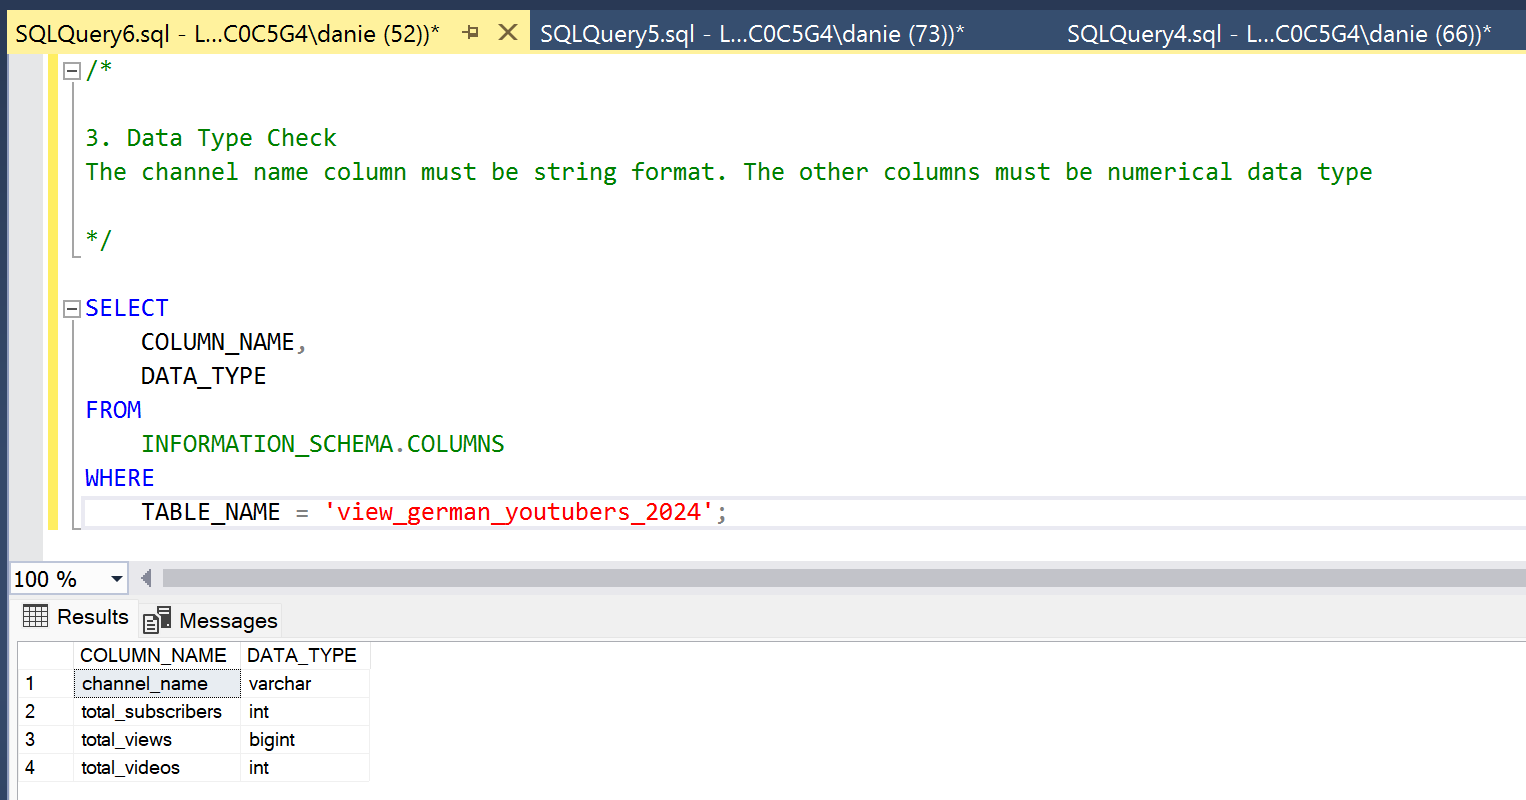 SQLQuery6.sql - L...C0C5G4\danie (52))* SQLQuery5.sql - L...C0C5G4\danie (73))* SQLQuery4.sql - L...C0C5G4\danie (66))*
/*
3. Data Type Check
The channel name column must be string format. The other columns must be numerical data type
*/
SELECT
COLUMN_NAME,
DATA_TYPE
FROM
INFORMATION_SCHEMA.COLUMNS
WHERE
TABLE_NAME = 'view_german_youtubers_2024';
100 %
Results Messages
COLUMN_NAME DATA_TYPE
1 channel_name varchar
2 total_subscribers int
3 total_views bigint
4 total_videos int